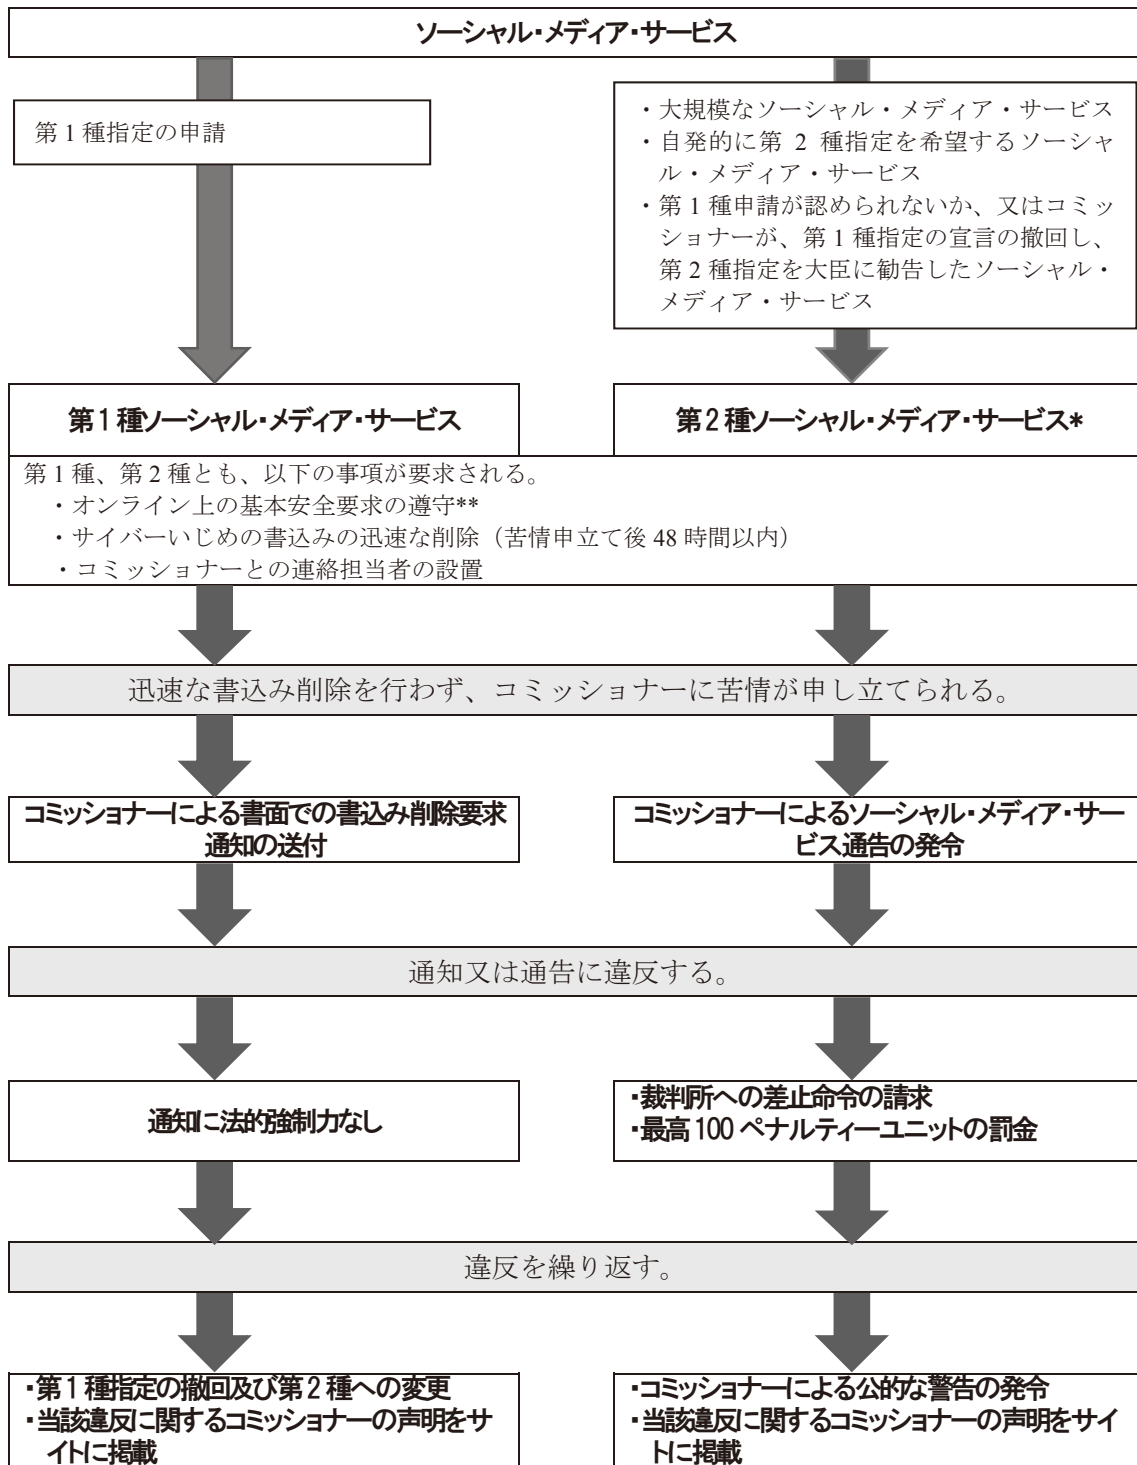 ソーシャル・メディア・サービス
第1種指定の申請
・大規模なソーシャル・メディア・サービス
・自発的に第 2 種指定を希望するソーシャ
ル・メディア・サービス
・第1種申請が認められないか、又はコミッ
ショナーが、第1種指定の宣言の撤回し、
第2種指定を大臣に勧告したソーシャル・
メディア・サービス
第1種ソーシャル・メディア・サービス
第2種ソーシャル・メディア・サービス*
第1種、第2種とも、以下の事項が要求される。
・オンライン上の基本安全要求の遵守**
・サイバーいじめの書込みの迅速な削除（苦情申立て後 48 時間以内）
・コミッショナーとの連絡担当者の設置
迅速な書込み削除を行わず、コミッショナーに苦情が申し立てられる。
コミッショナーによる書面での書込み削除要求
通知の送付
コミッショナーによるソーシャル・メディア・サー
ビス通告の発令
通知又は通告に違反する。
通知に法的強制力なし
・裁判所への差止命令の請求
・最高100ペナルティーユニットの罰金
違反を繰り返す。
・第1種指定の撤回及び第2種への変更
・当該違反に関するコミッショナーの声明をサ
イトに掲載
・コミッショナーによる公的な警告の発令
・当該違反に関するコミッショナーの声明をサイ
トに掲載